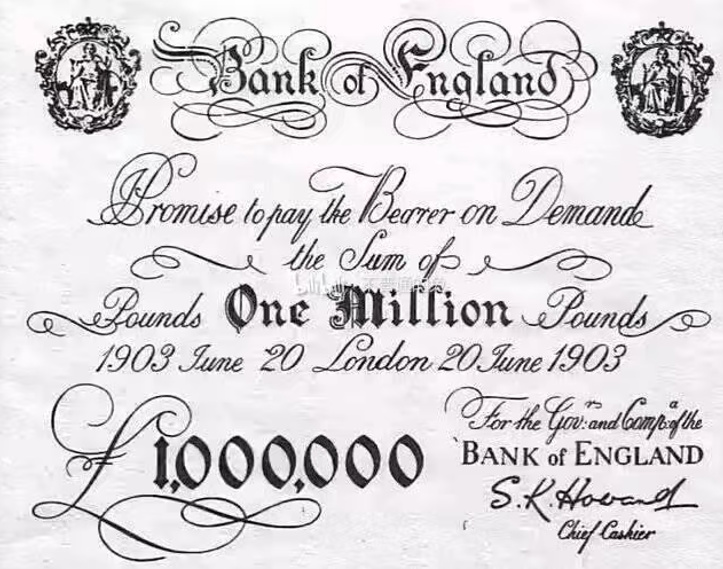 Bank of England
Promise to pay the Bearer on Demand
the Sum of
Pounds One Million Pounds
1903 June 20 London 20 June 1903
£1,000,000
For the Gov.r: and Comp.a of the
BANK of ENGLAND
S. K. Howard
Chief Cashier